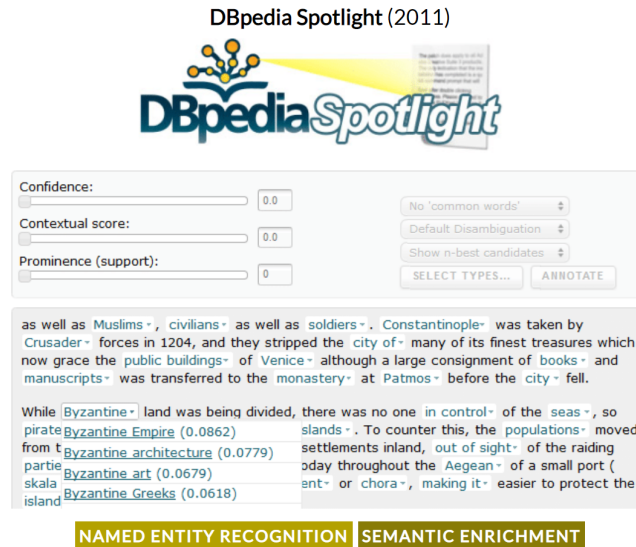 DBpedia Spotlight (2011)
DBpediaSpotlight
Confidence:
0.0
No 'common words'
Contextual score:
0.0
Default Disambiguation
Prominence (support):
0
Show n-best candidates
SELECT TYPES...
ANNOTATE
as well as Muslims, civilians as well as soldiers. Constantinople was taken by
Crusader forces in 1204, and they stripped the city of many of its finest treasures which
now grace the public buildings of Venice although a large consignment of books and
manuscripts was transferred to the monastery at Patmos before the city fell.
While Byzantine land was being divided, there was no one in control of the seas, so
pirate slands. To counter this, the populations moved
Byzantine Empire (0.0862)
from t settlements inland, out of sight of the raiding
Byzantine architecture (0.0779)
partie oday throughout the Aegean of a small port (
Byzantine art (0.0679)
skala ent or chora, making it easier to protect the
Byzantine Greeks (0.0618)
island
NAMED ENTITY RECOGNITION
SEMANTIC ENRICHMENT